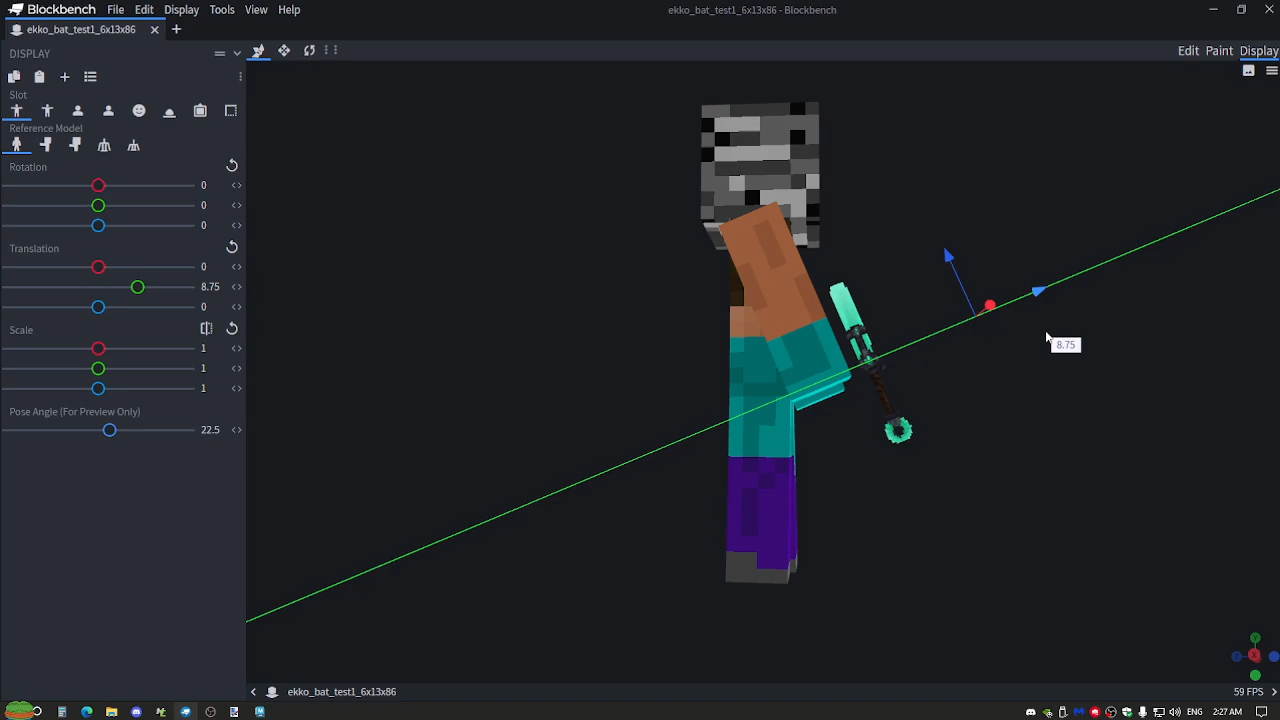 Blockbench File Edit Display Tools View Help
ekko_bat_test1_6x13x86 - Blockbench
ekko_bat_test1_6x13x86
DISPLAY
Edit Paint Display
Slot
Reference Model
Rotation
0
0
0
Translation
0
8.75
0
Scale
1
1
1
Pose Angle (For Preview Only)
22.5
8.75
Y
Z
X
ekko_bat_test1_6x13x86
59 FPS
ENG 2:27 AM